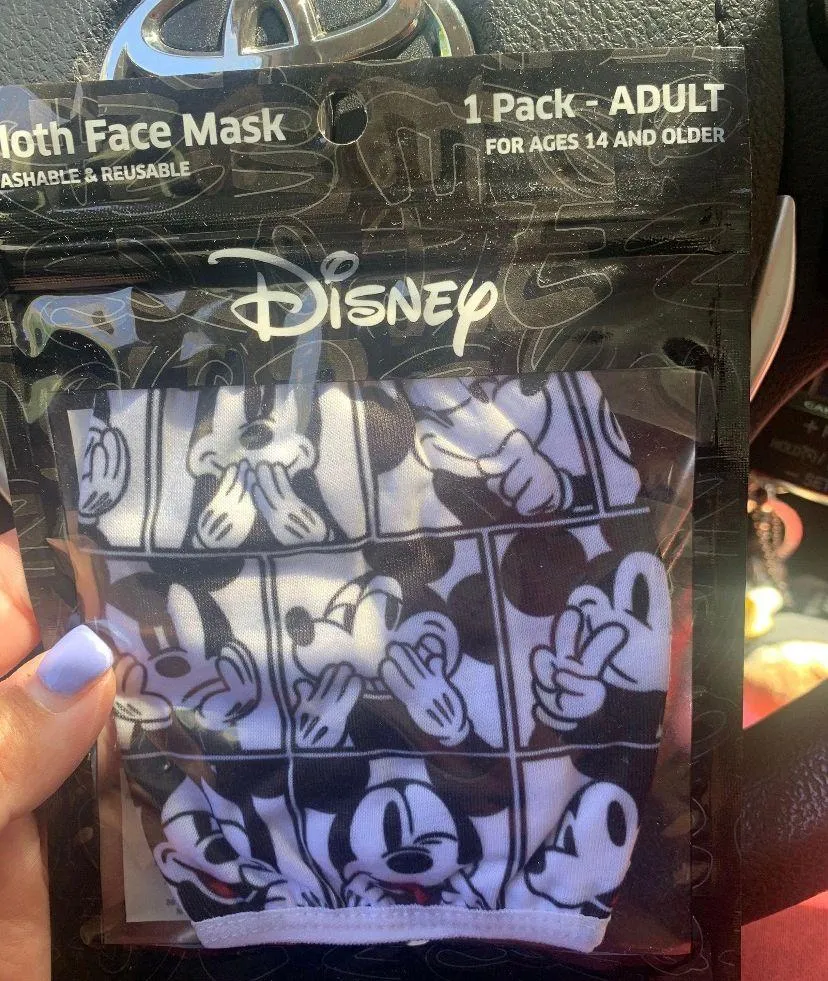 loth Face Mask
ASHABLE & REUSABLE
1 Pack - ADULT
FOR AGES 14 AND OLDER
DISNEY